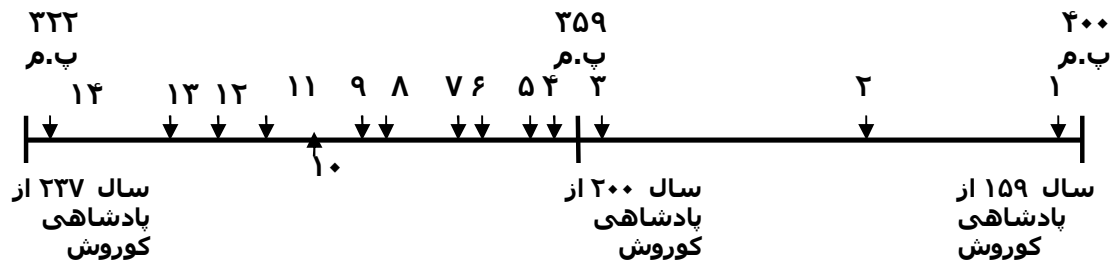 ۴۰۰ ۳۵۹ ۳۲۲
پ.م پ.م پ.م
۱ ۲ ۳ ۴ ۵ ۶ ۷ ۸ ۹ ۱۱ ۱۲ ۱۳ ۱۴
۱۰
سال ۱۵۹ از
پادشاهی
کوروش
سال ۲۰۰ از
پادشاهی
کوروش
سال ۲۳۷ از
پادشاهی
کوروش